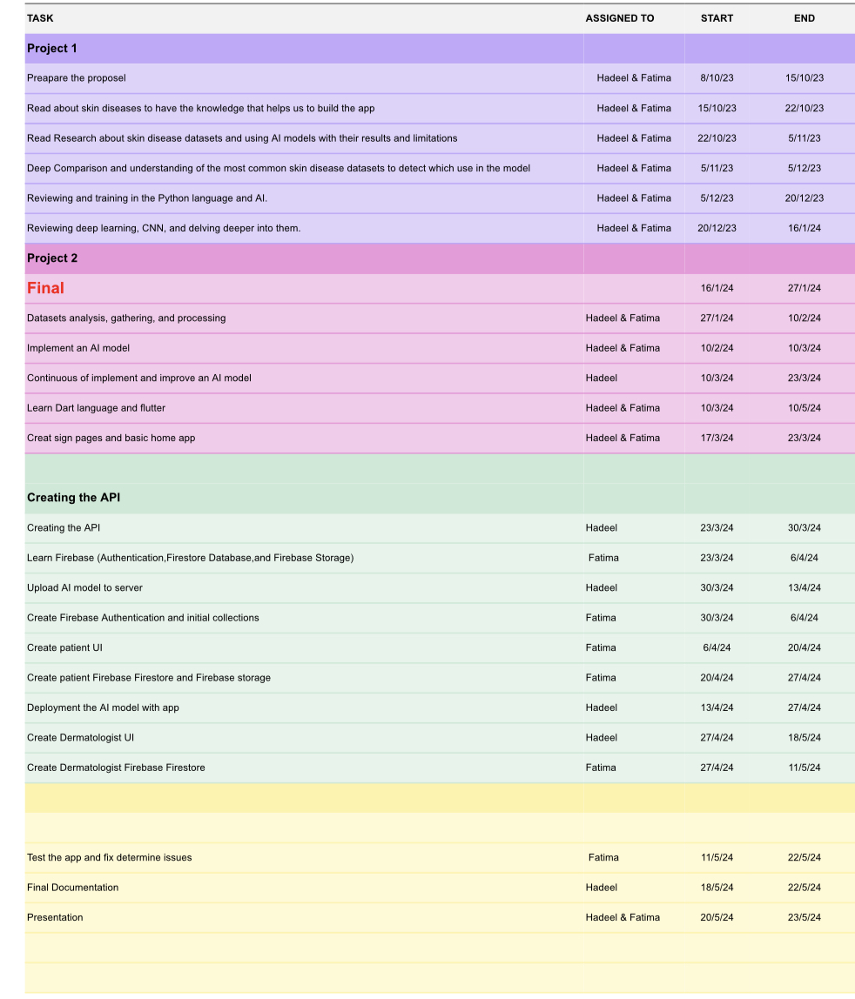 TASK ASSIGNED TO START END
Project 1
Preapare the proposal Hadeel & Fatima 8/10/23 15/10/23
Read about skin diseases to have the knowledge that helps us to build the app Hadeel & Fatima 15/10/23 22/10/23
Read Research about skin disease datasets and using AI models with their results and limitations Hadeel & Fatima 22/10/23 5/11/23
Deep Comparison and understanding of the most common skin disease datasets to detect which use in the model Hadeel & Fatima 5/11/23 5/12/23
Reviewing and training in the Python language and AI. Hadeel & Fatima 5/12/23 20/12/23
Reviewing deep learning, CNN, and delving deeper into them. Hadeel & Fatima 20/12/23 16/1/24
Project 2
Final 16/1/24 27/1/24
Datasets analysis, gathering, and processing Hadeel & Fatima 27/1/24 10/2/24
Implement an AI model Hadeel & Fatima 10/2/24 10/3/24
Continuous of implement and improve an AI model Hadeel 10/3/24 23/3/24
Learn Dart language and flutter Hadeel & Fatima 10/3/24 10/5/24
Creat sign pages and basic home app Hadeel & Fatima 17/3/24 23/3/24
Creating the API
Creating the API Hadeel 23/3/24 30/3/24
Learn Firebase (Authentication,Firestore Database,and Firebase Storage) Fatima 23/3/24 6/4/24
Upload AI model to server Hadeel 30/3/24 13/4/24
Create Firebase Authentication and initial collections Fatima 30/3/24 6/4/24
Create patient UI Fatima 6/4/24 20/4/24
Create patient Firebase Firestore and Firebase storage Fatima 20/4/24 27/4/24
Deployment the AI model with app Hadeel 13/4/24 27/4/24
Create Dermatologist UI Hadeel 27/4/24 18/5/24
Create Dermatologist Firebase Firestore Fatima 27/4/24 11/5/24
Test the app and fix determine issues Fatima 11/5/24 22/5/24
Final Documentation Hadeel 18/5/24 22/5/24
Presentation Hadeel & Fatima 20/5/24 23/5/24